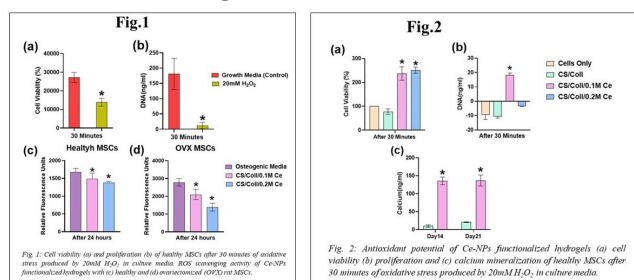 Fig.1
(a)
Cell Viability (%)
40000
30000
20000
10000
0
*
30 Minutes
(b)
DNA(ng/ml)
250
200
150
100
50
0
*
30 Minutes
Growth Media (Control)
20mM H₂O₂
(c)
Healtyh MSCs
Relative Fluorescence Units
2000
1500
1000
500
0
*
*
After 24 hours
(d)
OVX MSCs
Relative Fluorescence Units
4000
3000
2000
1000
0
*
*
After 24 hours
Osteogenic Media
CS/Coll/0.1M Ce
CS/Coll/0.2M Ce
Fig. 1: Cell viability (a) and proliferation (b) of healthy MSCs after 30 minutes of oxidative
stress produced by 20mM H₂O₂ in culture media. ROS scavenging activity of Ce-NPs
functionalized hydrogels with (c) healthy and (d) ovariectomized (OVX) rat MSCs.
Fig.2
(a)
Cell Viability (%)
300
200
100
0
*
*
After 30 Minutes
(b)
DNA(ng/ml)
30
20
10
0
-10
-20
*
After 30 Minutes
Cells Only
CS/Coll
CS/Coll/0.1M Ce
CS/Coll/0.2M Ce
(c)
Calcium(ng/ml)
200
150
100
50
0
*
*
Day14
Day21
Fig. 2: Antioxidant potential of Ce-NPs functionalized hydrogels (a) cell
viability (b) proliferation and (c) calcium mineralization of healthy MSCs after
30 minutes of oxidative stress produced by 20mM H₂O₂ in culture media.